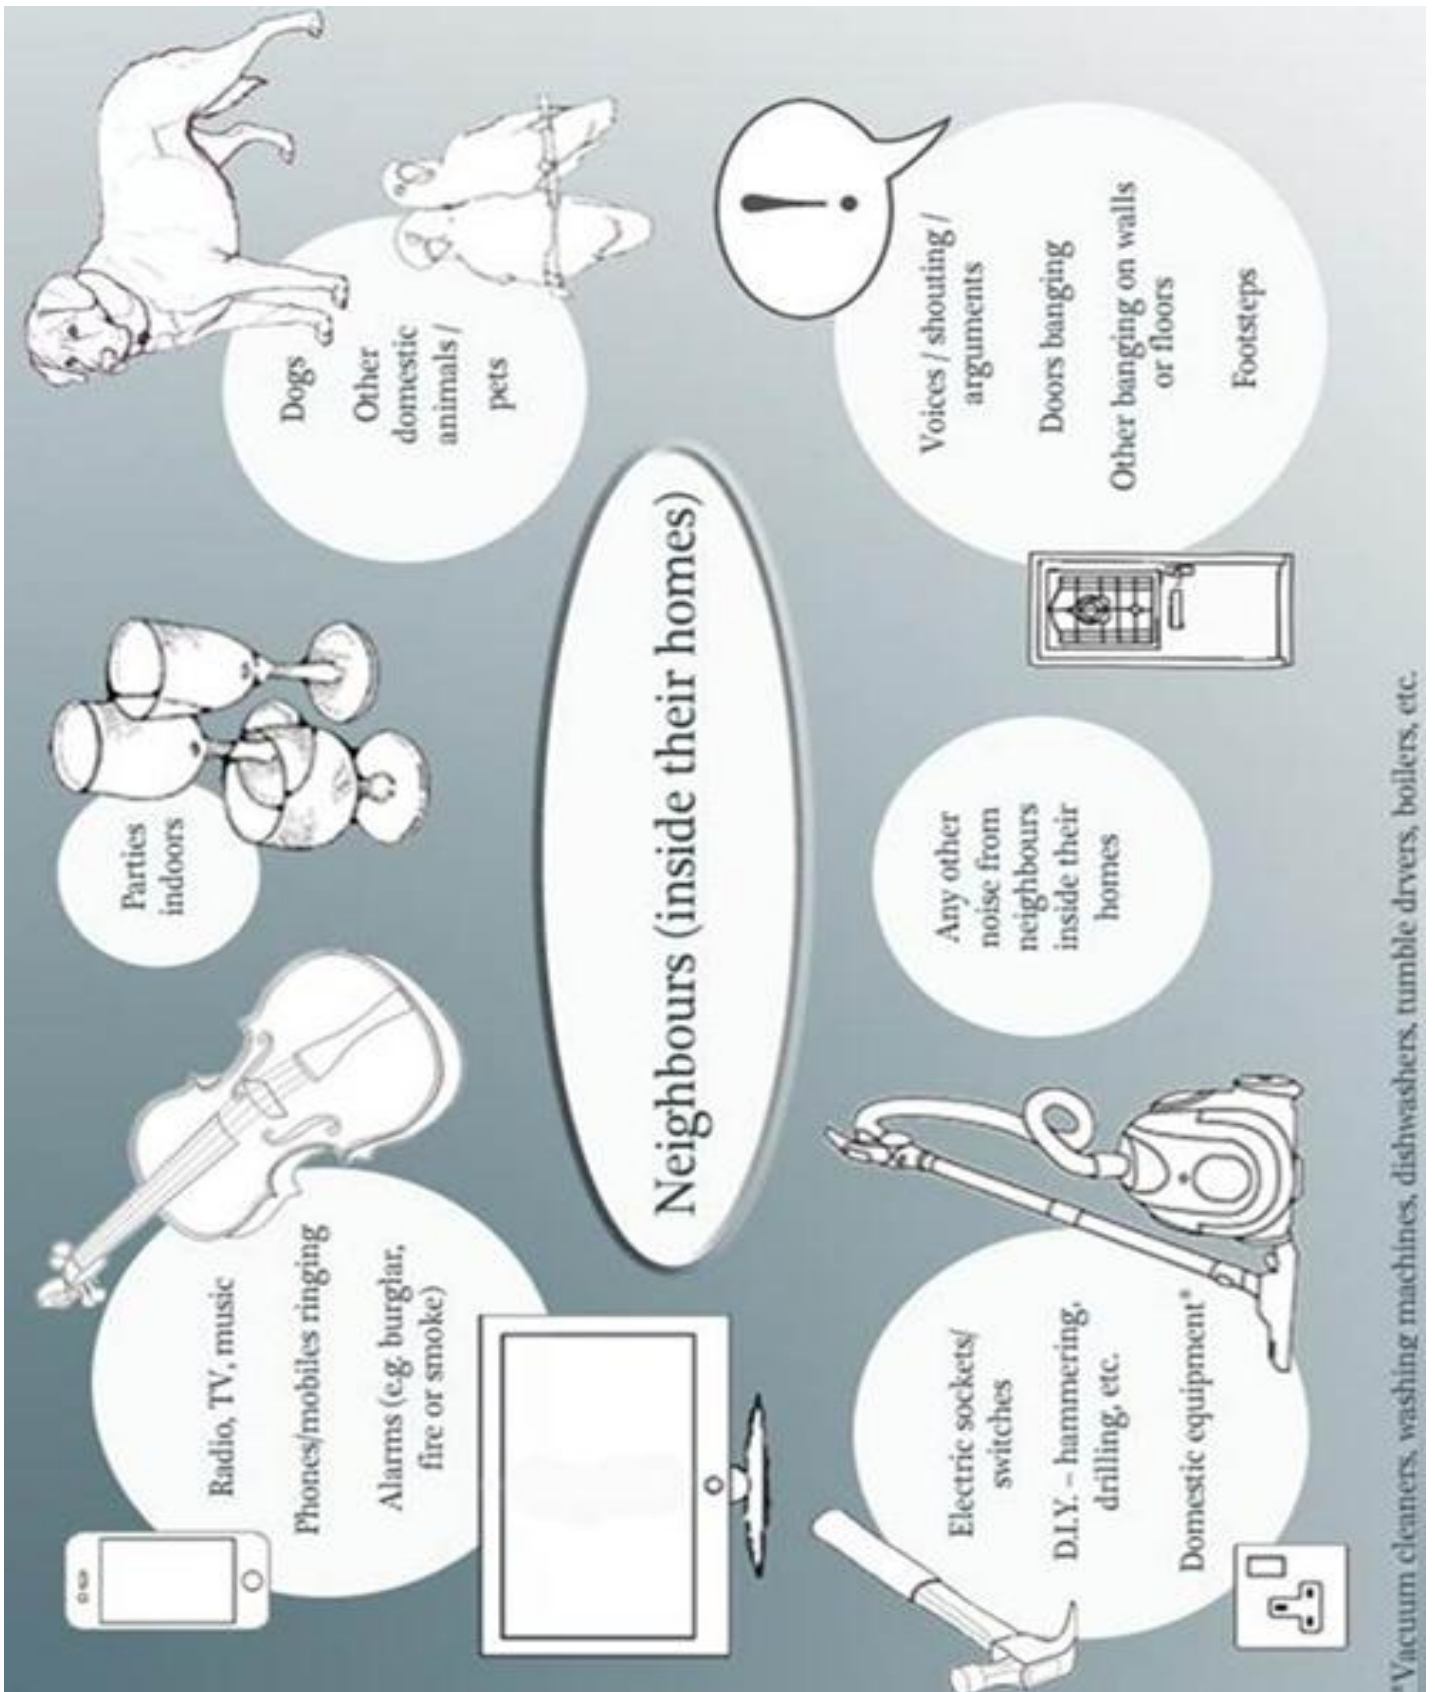 Radio, TV, music
Phones/mobiles ringing
Alarms (e.g. burglar,
fire or smoke)
Parties
indoors
Dogs
Other
domestic
animals /
pets
Neighbours (inside their homes)
Electric sockets/
switches
D.I.Y. – hammering,
drilling, etc.
Domestic equipment*
Any other
noise from
neighbours
inside their
homes
!
Voices / shouting /
arguments
Doors banging
Other banging on walls
or floors
Footsteps
*Vacuum cleaners, washing machines, dishwashers, tumble dryers, boilers, etc.